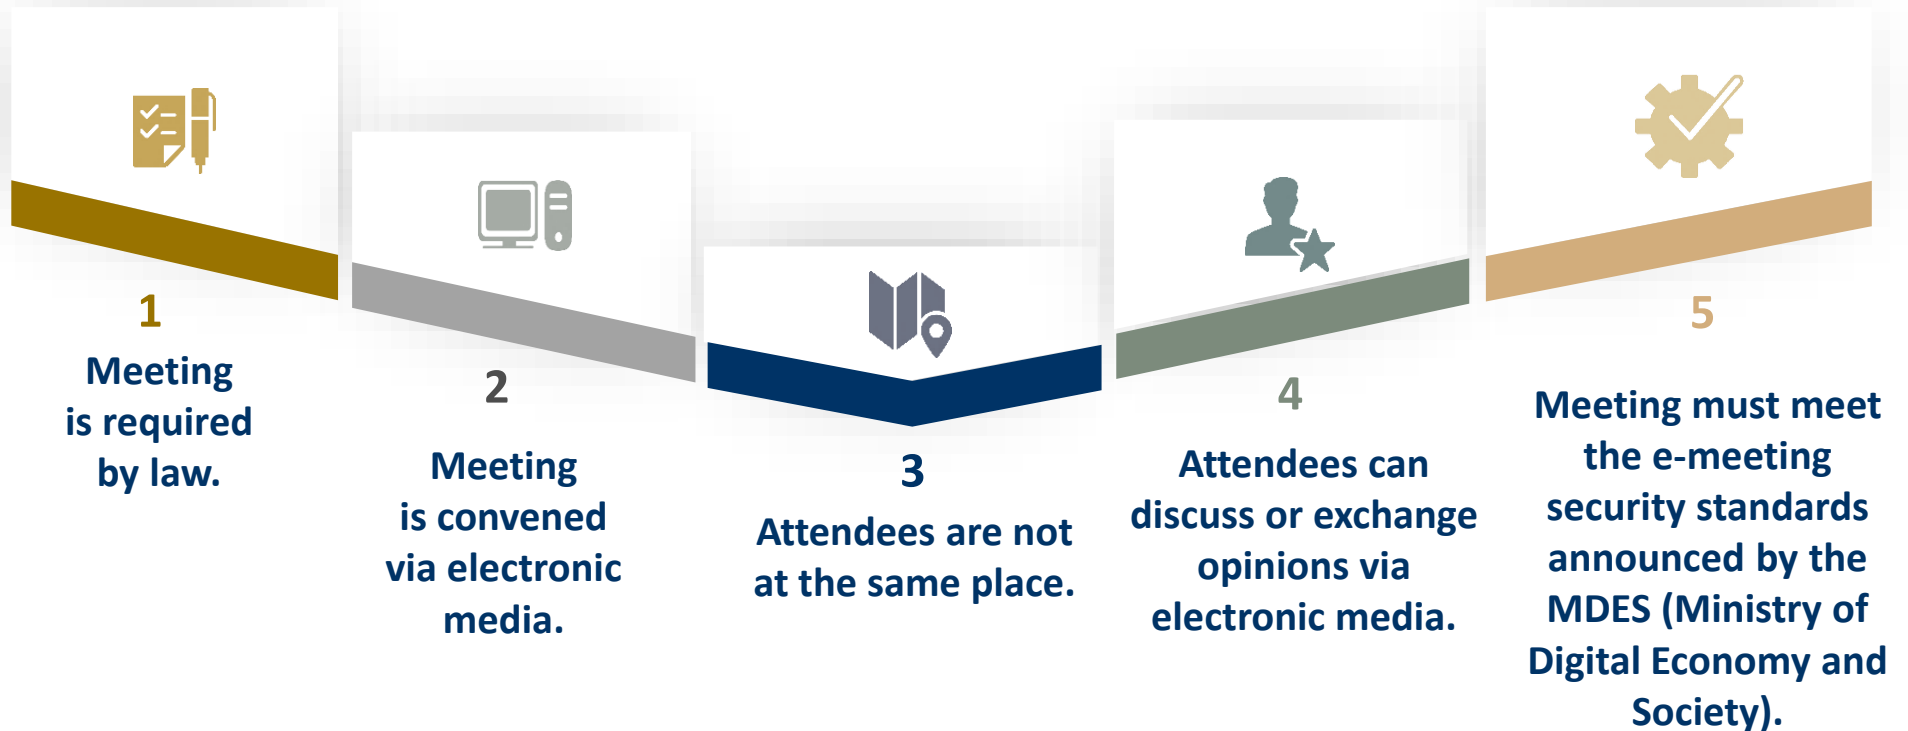 1
Meeting
is required
by law.
2
Meeting
is convened
via electronic
media.
3
Attendees are not
at the same place.
4
Attendees can
discuss or exchange
opinions via
electronic media.
5
Meeting must meet
the e-meeting
security standards
announced by the
MDES (Ministry of
Digital Economy and
Society).